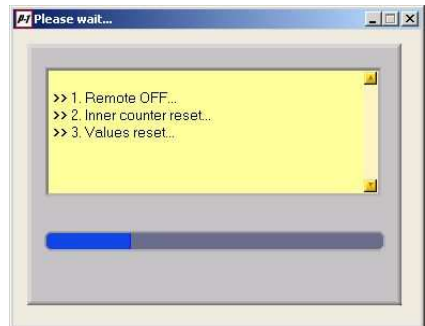 Please wait...
>> 1. Remote OFF...
>> 2. Inner counter reset...
>> 3. Values reset...